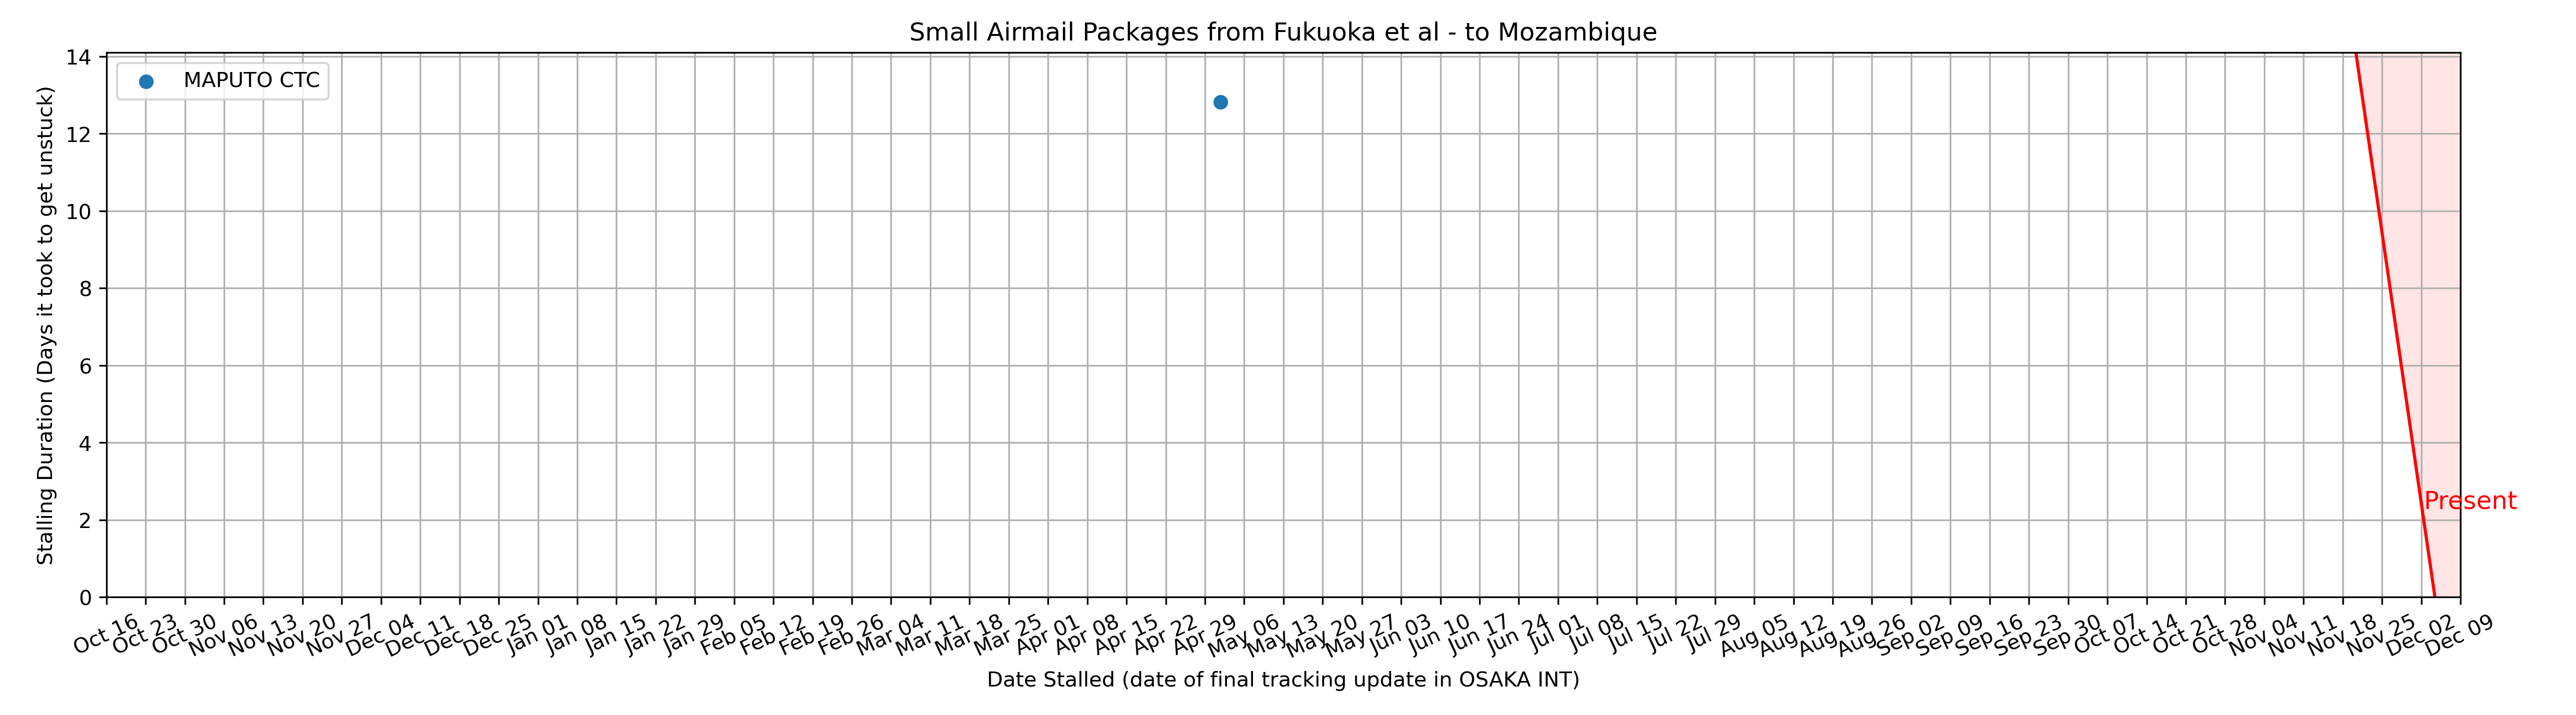 Small Airmail Packages from Fukuoka et al - to Mozambique
MAPUTO CTC
Stalling Duration (Days it took to get unstuck)
14
12
10
8
6
4
2
0
Present
Oct 16
Oct 23
Oct 30
Nov 06
Nov 13
Nov 20
Nov 27
Dec 04
Dec 11
Dec 18
Dec 25
Jan 01
Jan 08
Jan 15
Jan 22
Jan 29
Feb 05
Feb 12
Feb 19
Feb 26
Mar 04
Mar 11
Mar 18
Mar 25
Apr 01
Apr 08
Apr 15
Apr 22
Apr 29
May 06
May 13
May 20
May 27
Jun 03
Jun 10
Jun 17
Jun 24
Jul 01
Jul 08
Jul 15
Jul 22
Jul 29
Aug 05
Aug 12
Aug 19
Aug 26
Sep 02
Sep 09
Sep 16
Sep 23
Sep 30
Oct 07
Oct 14
Oct 21
Oct 28
Nov 04
Nov 11
Nov 18
Nov 25
Dec 02
Dec 09
Date Stalled (date of final tracking update in OSAKA INT)